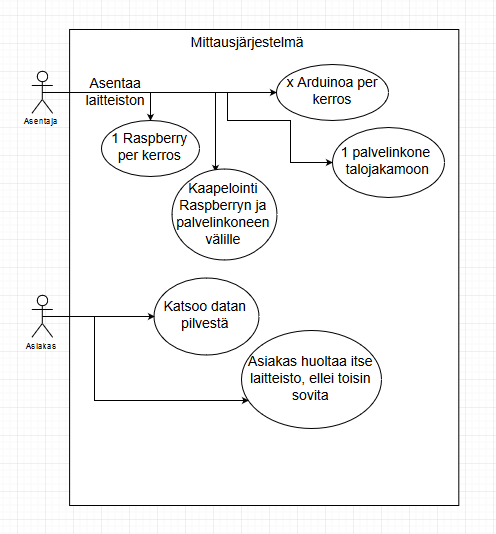 Mittausjärjestelmä
Asentaa
laitteiston
Asentaja
x Arduinoa per
kerros
1 Raspberry
per kerros
1 palvelinkone
talojakamoon
Kaapelointi
Raspberryn ja
palvelinkoneen
välille
Asiakas
Katsoo datan
pilvestä
Asiakas huoltaa itse
laitteisto, ellei toisin
sovita